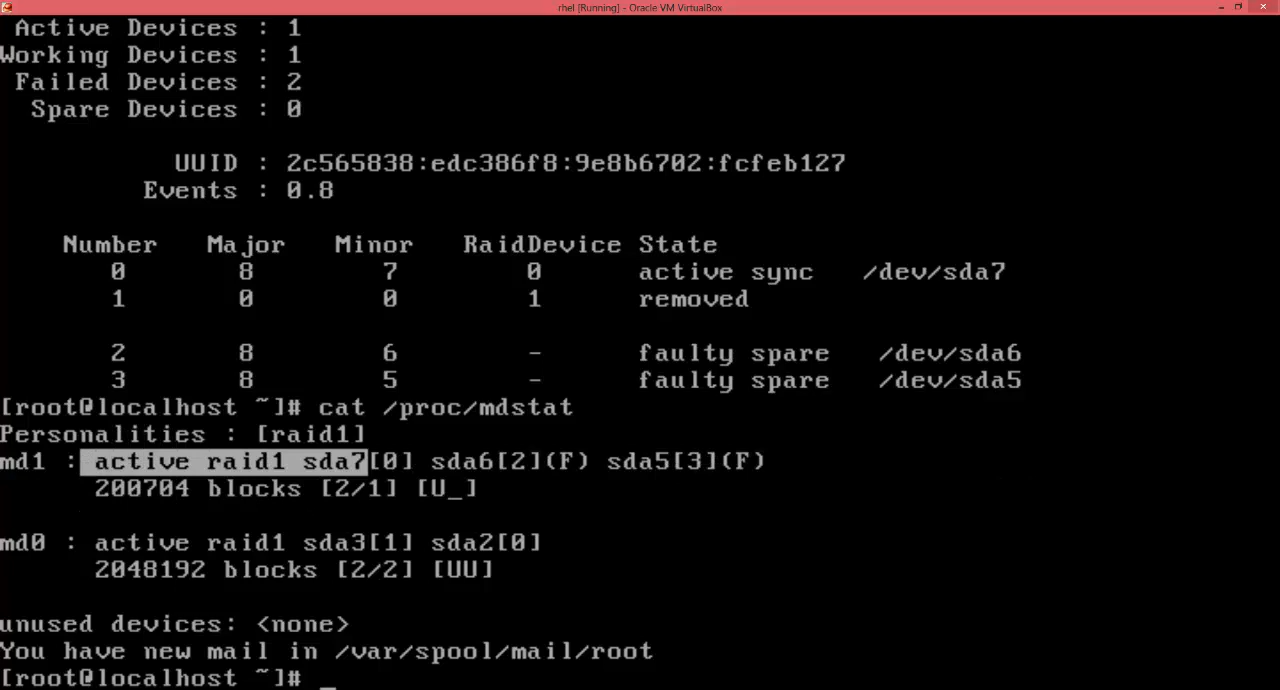 rhel [Running] - Oracle VM VirtualBox
Active Devices : 1
Working Devices : 1
Failed Devices : 2
Spare Devices : 0
UUID : 2c565838:edc386f8:9e8b6702:fcfeb127
Events : 0.8
Number Major Minor RaidDevice State
0 8 7 0 active sync /dev/sda7
1 0 0 1 removed
2 8 6 - faulty spare /dev/sda6
3 8 5 - faulty spare /dev/sda5
[root@localhost ~]# cat /proc/mdstat
Personalities : [raid1]
md1 : active raid1 sda7[0] sda6[2](F) sda5[3](F)
200704 blocks [2/1] [U_]
md0 : active raid1 sda3[1] sda2[0]
2048192 blocks [2/2] [UU]
unused devices: <none>
You have new mail in /var/spool/mail/root
[root@localhost ~]# _